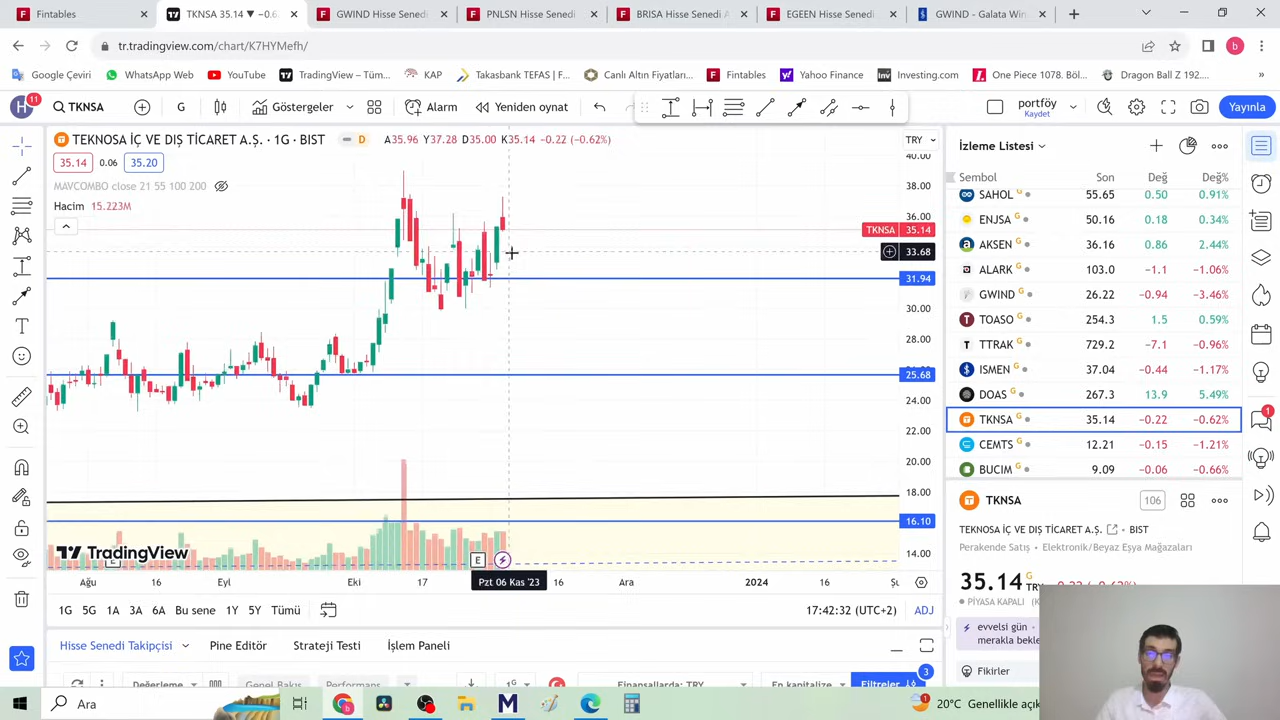 Fintables
TKNSA 35.14 ▼ −0.6
GWIND Hisse Senedi
PNLSN Hisse Senedi
BRISA Hisse Senedi A
EGEEN Hisse Senedi
GWIND - Galata Win
tr.tradingview.com/chart/K7HYMefh/
Google Çeviri
WhatsApp Web
YouTube
TradingView – Tüm...
KAP
Takasbank TEFAS | F...
Canlı Altın Fiyatları...
Fintables
Yahoo Finance
Investing.com
One Piece 1078. Böl...
Dragon Ball Z 192....
»
H 11
TKNSA
G
Göstergeler
Alarm
Yeniden oynat
portföy
Kaydet
Yayınla
TEKNOSA İÇ VE DIŞ TİCARET A.Ş. · 1G · BIST
D
A35.96 Y37.28 D35.00 K35.14 −0.22 (−0.62%)
35.14 0.06 35.20
MAVCOMBO close 21 55 100 200
Hacim 15.223M
TRY
40.00
38.00
36.00
TKNSA 35.14
33.68
31.94
30.00
28.00
25.68
24.00
22.00
20.00
18.00
16.10
14.00
TradingView
E
Ağu 16 Eyl Eki 17 Pzt 06 Kas '23 16 Ara 2024 16 Şu
1G 5G 1A 3A 6A Bu sene 1Y 5Y Tümü
17:42:32 (UTC+2) ADJ
Hisse Senedi Takipçisi
Pine Editör
Strateji Testi
İşlem Paneli
Değerleme
Genel Bakış
Performans
1G
Finansallarda: TRY
En kapitalize
Filtreler
3
İzleme Listesi
Sembol Son Değ Değ%
SAHOL G 55.65 0.50 0.91%
ENJSA G 50.16 0.18 0.34%
AKSEN G 36.16 0.86 2.44%
ALARK G 103.0 −1.1 −1.06%
GWIND G 26.22 −0.94 −3.46%
TOASO G 254.3 1.5 0.59%
TTRAK G 729.2 −7.1 −0.96%
ISMEN G 37.04 −0.44 −1.17%
DOAS G 267.3 13.9 5.49%
TKNSA G 35.14 −0.22 −0.62%
CEMTS G 12.21 −0.15 −1.21%
BUCIM G 9.09 −0.06 −0.66%
TKNSA
106
TEKNOSA İÇ VE DIŞ TİCARET A.Ş. • BIST
Perakende Satış • Elektronik/Beyaz Eşya Mağazaları
35.14 G TRY −0.22 (−0.62%)
PİYASA KAPALI
evvelsi gün
merakla bekle
Fikirler
1
Ara
20°C Genellikle açık